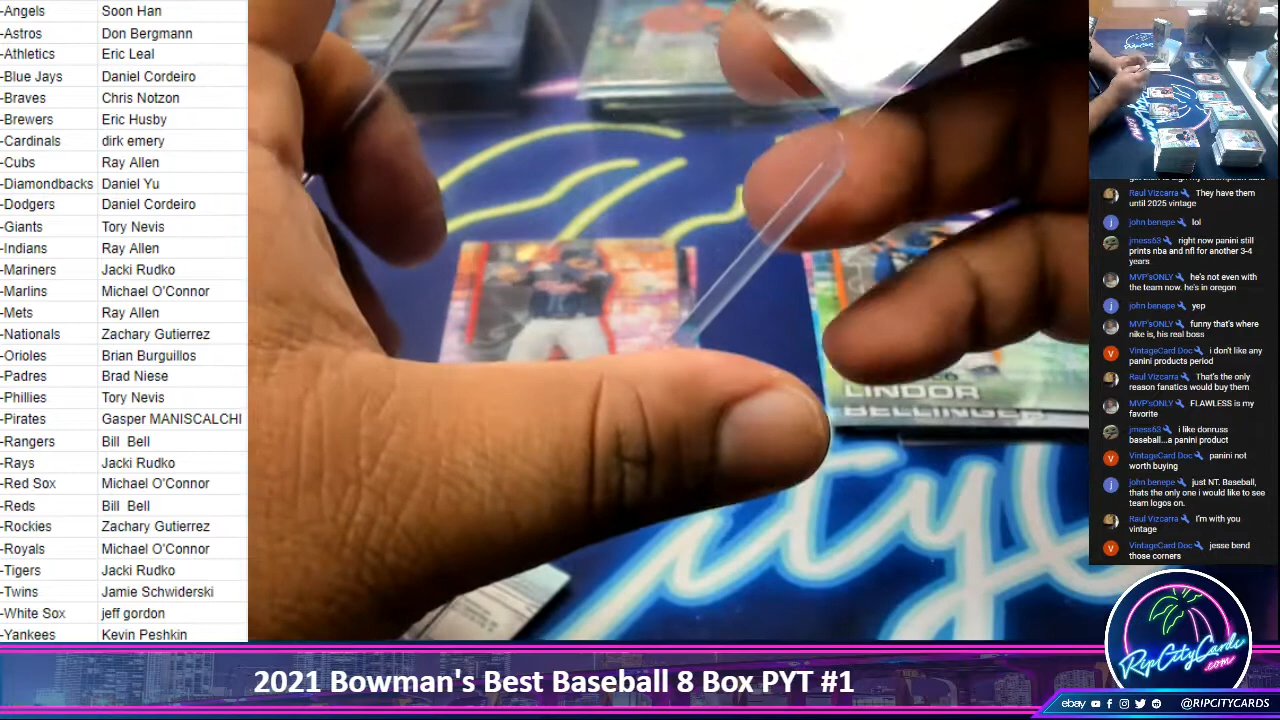 -Angels Soon Han
-Astros Don Bergmann
-Athletics Eric Leal
-Blue Jays Daniel Cordeiro
-Braves Chris Notzon
-Brewers Eric Husby
-Cardinals dirk emery
-Cubs Ray Allen
-Diamondbacks Daniel Yu
-Dodgers Daniel Cordeiro
-Giants Tory Nevis
-Indians Ray Allen
-Mariners Jacki Rudko
-Marlins Michael O'Connor
-Mets Ray Allen
-Nationals Zachary Gutierrez
-Orioles Brian Burguillos
-Padres Brad Niese
-Phillies Tory Nevis
-Pirates Gasper MANISCALCHI
-Rangers Bill Bell
-Rays Jacki Rudko
-Red Sox Michael O'Connor
-Reds Bill Bell
-Rockies Zachary Gutierrez
-Royals Michael O'Connor
-Tigers Jacki Rudko
-Twins Jamie Schwiderski
-White Sox jeff gordon
-Yankees Kevin Peshkin
LINDOR
BELLINGER
Raul Vizcarra They have them
until 2025 vintage
john benepe lol
jmess63 right now panini still
prints nba and nfl for another 3-4
years
MVP'sONLY he's not even with
the team now. he's in oregon
john benepe yep
MVP'sONLY funny that's where
nike is, his real boss
VintageCard Doc i don't like any
panini products period
Raul Vizcarra That's the only
reason fanatics would buy them
MVP'sONLY FLAWLESS is my
favorite
jmess63 i like donruss
baseball...a panini product
VintageCard Doc panini not
worth buying
john benepe just NT. Baseball,
thats the only one i would like to see
team logos on.
Raul Vizcarra I'm with you
vintage
VintageCard Doc jesse bend
those corners
RipCityCards
.com
2021 Bowman's Best Baseball 8 Box PYT #1
ebay @RIPCITYCARDS